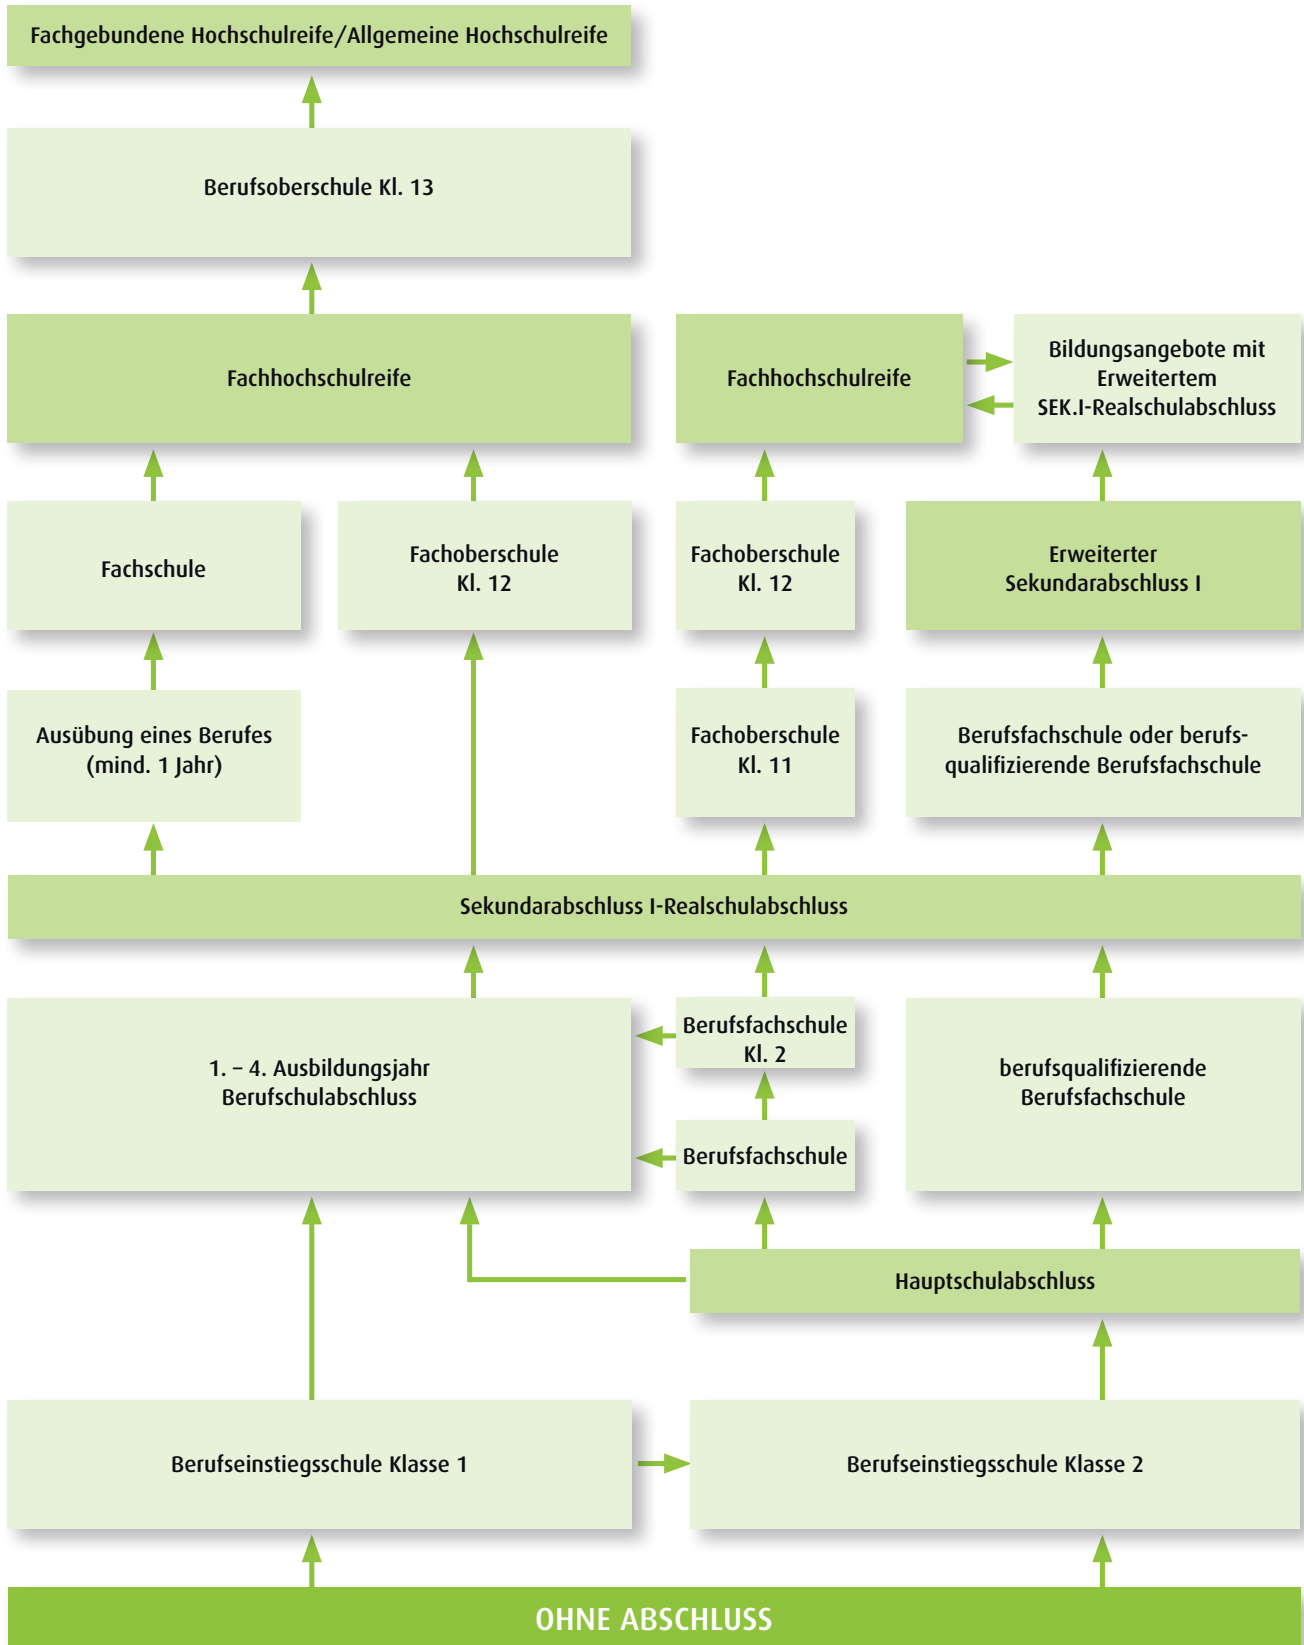 Fachgebundene Hochschulreife/Allgemeine Hochschulreife
Berufsoberschule Kl. 13
Fachhochschulreife
Fachhochschulreife
Bildungsangebote mit
Erweitertem
SEK.I-Realschulabschluss
Fachschule
Fachoberschule
Kl. 12
Fachoberschule
Kl. 12
Erweiterter
Sekundarabschluss I
Ausübung eines Berufes
(mind. 1 Jahr)
Fachoberschule
Kl. 11
Berufsfachschule oder berufs-
qualifizierende Berufsfachschule
Sekundarabschluss I-Realschulabschluss
1. – 4. Ausbildungsjahr
Berufschulabschluss
Berufsfachschule
Kl. 2
Berufsfachschule
berufsqualifizierende
Berufsfachschule
Hauptschulabschluss
Berufseinstiegsschule Klasse 1
Berufseinstiegsschule Klasse 2
OHNE ABSCHLUSS